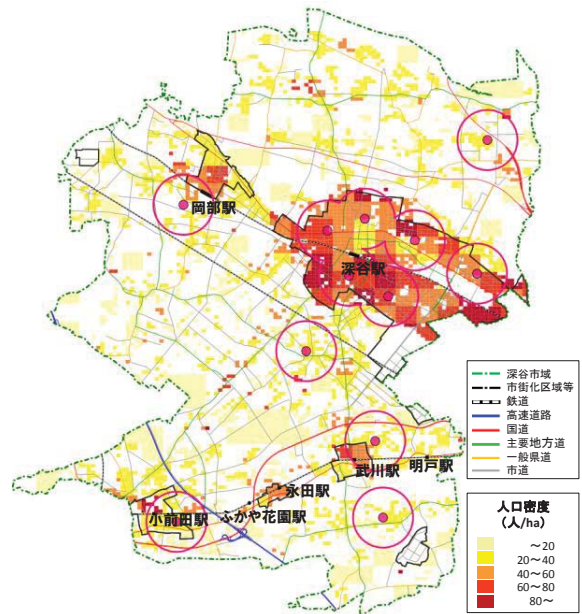 岡部駅
深谷駅
武川駅
明戸駅
永田駅
ふかや花園駅
小前田駅
深谷市域
市街化区域等
鉄道
高速道路
国道
主要地方道
一般県道
市道
人口密度
（人/ha）
～20
20～40
40～60
60～80
80～